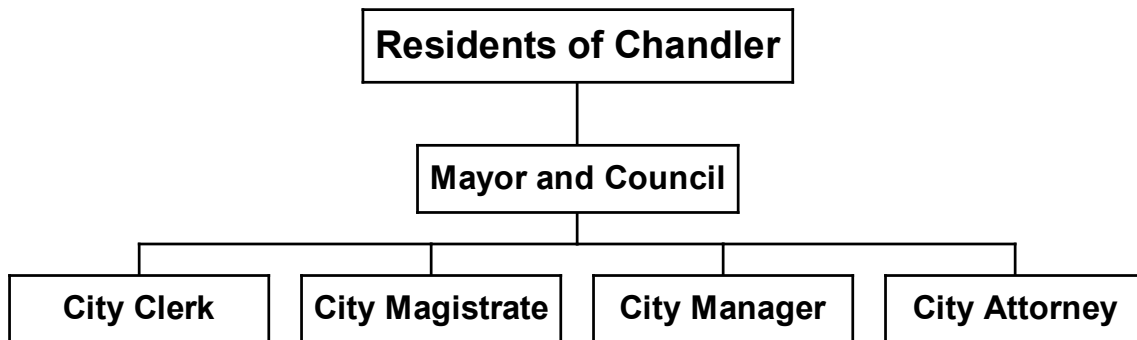 Residents of Chandler
Mayor and Council
City Clerk
City Magistrate
City Manager
City Attorney